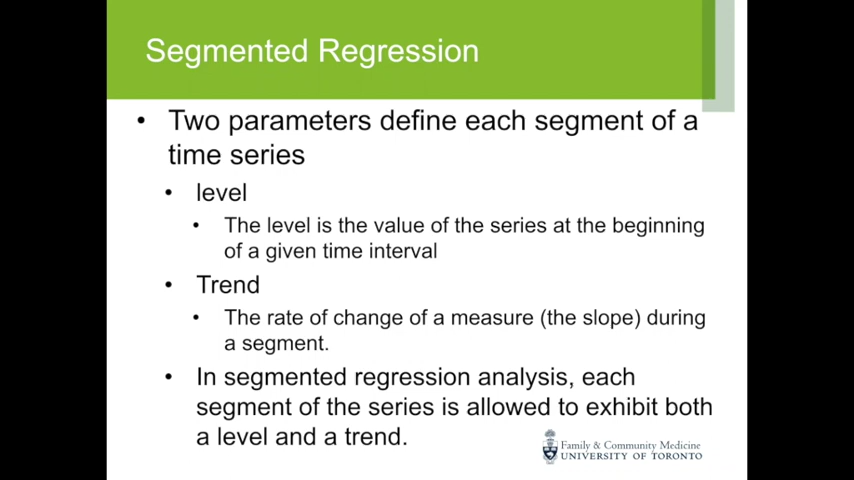 Segmented Regression
• Two parameters define each segment of a
time series
• level
• The level is the value of the series at the beginning
of a given time interval
• Trend
• The rate of change of a measure (the slope) during
a segment.
• In segmented regression analysis, each
segment of the series is allowed to exhibit both
a level and a trend.
Family & Community Medicine
UNIVERSITY OF TORONTO